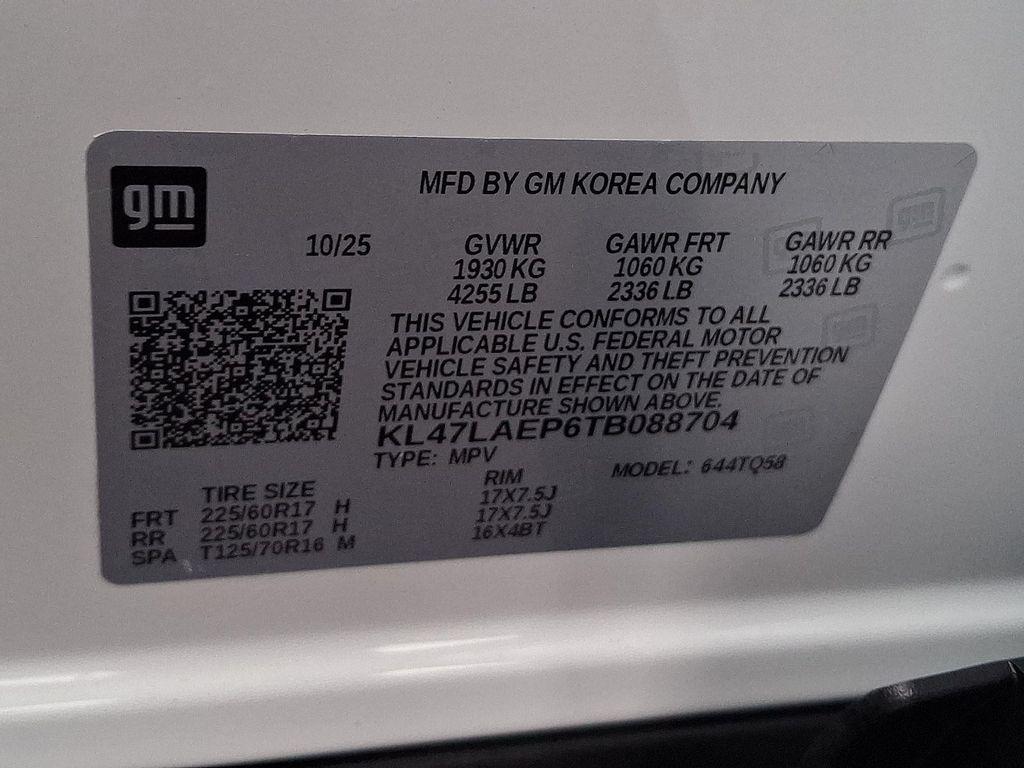 gm
MFD BY GM KOREA COMPANY
10/25 GVWR GAWR FRT GAWR RR
1930 KG 1060 KG 1060 KG
4255 LB 2336 LB 2336 LB
THIS VEHICLE CONFORMS TO ALL
APPLICABLE U.S. FEDERAL MOTOR
VEHICLE SAFETY AND THEFT PREVENTION
STANDARDS IN EFFECT ON THE DATE OF
MANUFACTURE SHOWN ABOVE.
KL47LAEP6TB088704
TYPE: MPV MODEL: 644TQ58
TIRE SIZE RIM
FRT 225/60R17 H 17X7.5J
RR 225/60R17 H 17X7.5J
SPA T125/70R16 M 16X4BT